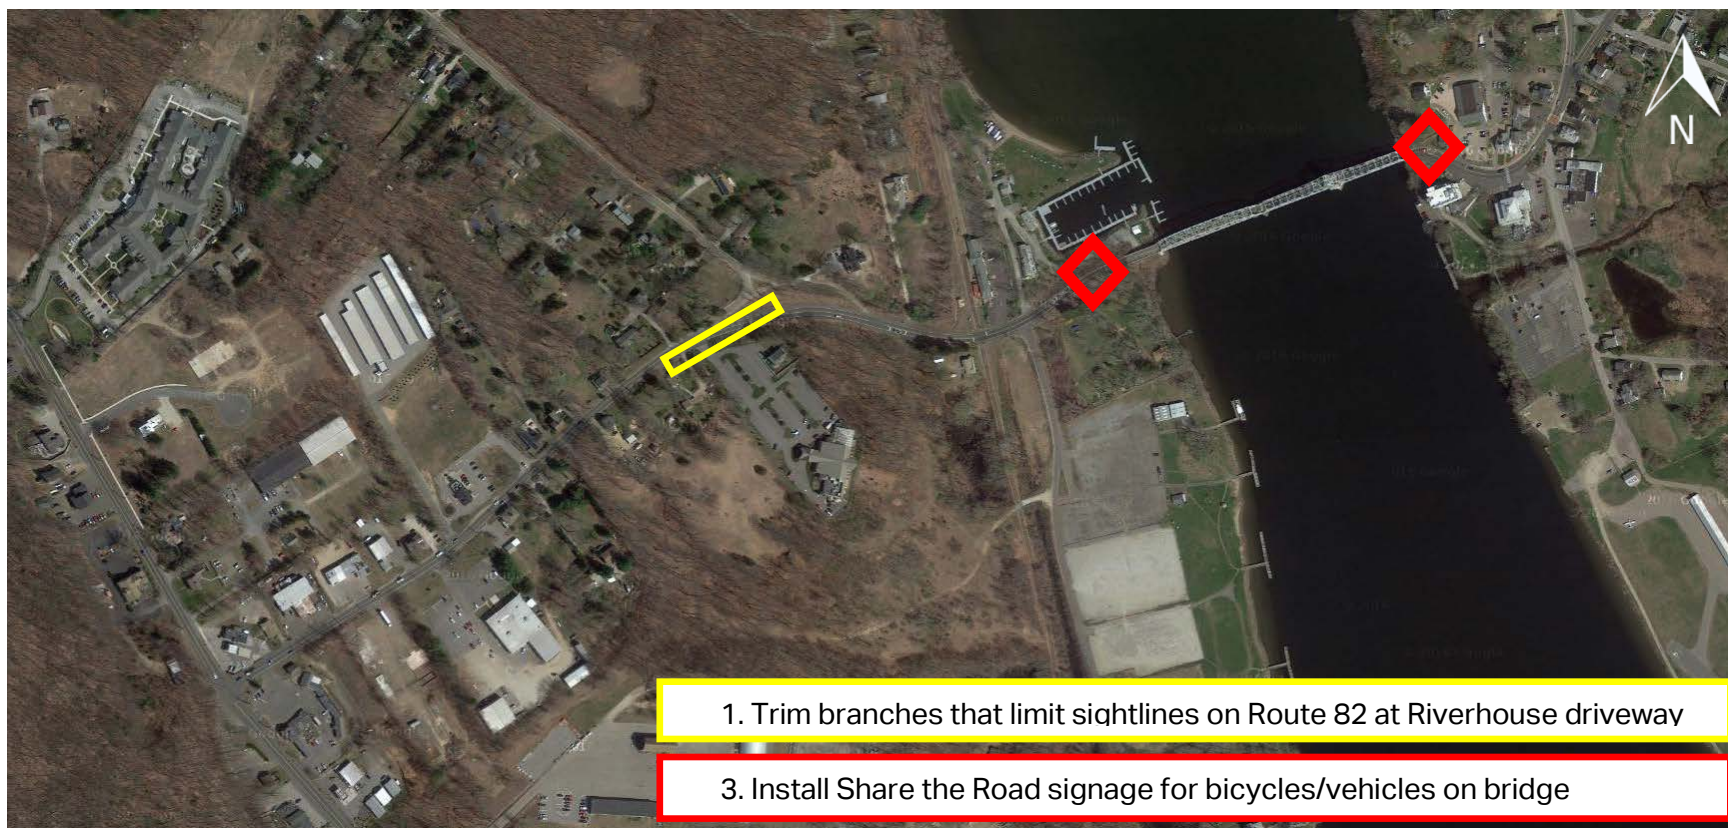 N
1. Trim branches that limit sightlines on Route 82 at Riverhouse driveway
3. Install Share the Road signage for bicycles/vehicles on bridge